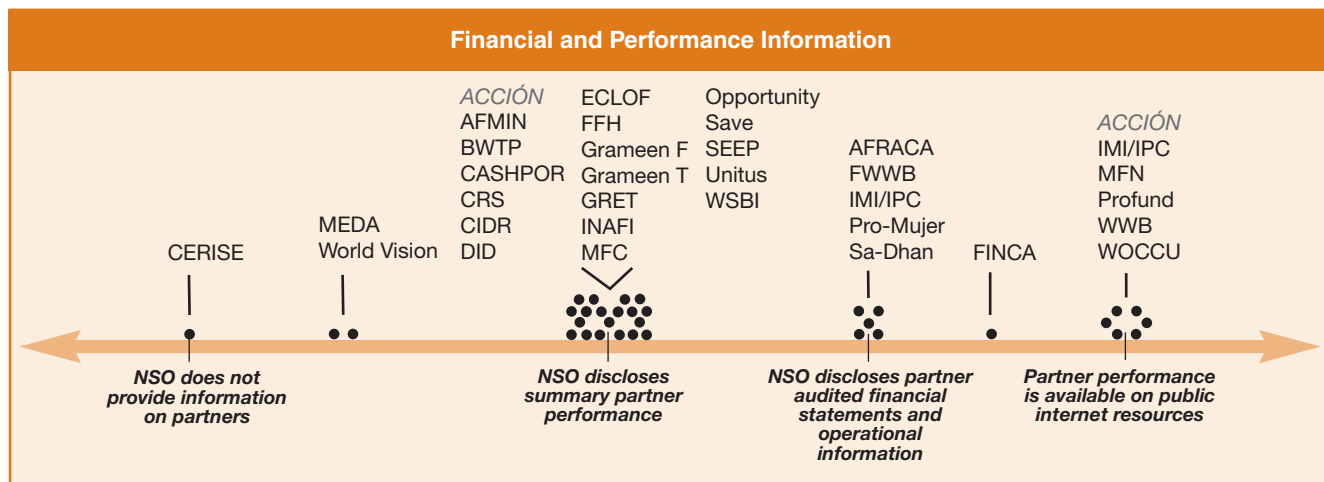 Financial and Performance Information
CERISE
MEDA
World Vision
ACCIÓN
AFMIN
BWTP
CASHPOR
CRS
CIDR
DID
ECLOF
FFH
Grameen F
Grameen T
GRET
INAFI
MFC
Opportunity
Save
SEEP
Unitus
WSBI
AFRACA
FWWB
IMI/IPC
Pro-Mujer
Sa-Dhan
FINCA
ACCIÓN
IMI/IPC
MFN
Profund
WWB
WOCCU
NSO does not
provide information
on partners
NSO discloses
summary partner
performance
NSO discloses partner
audited financial
statements and
operational
information
Partner performance
is available on public
internet resources